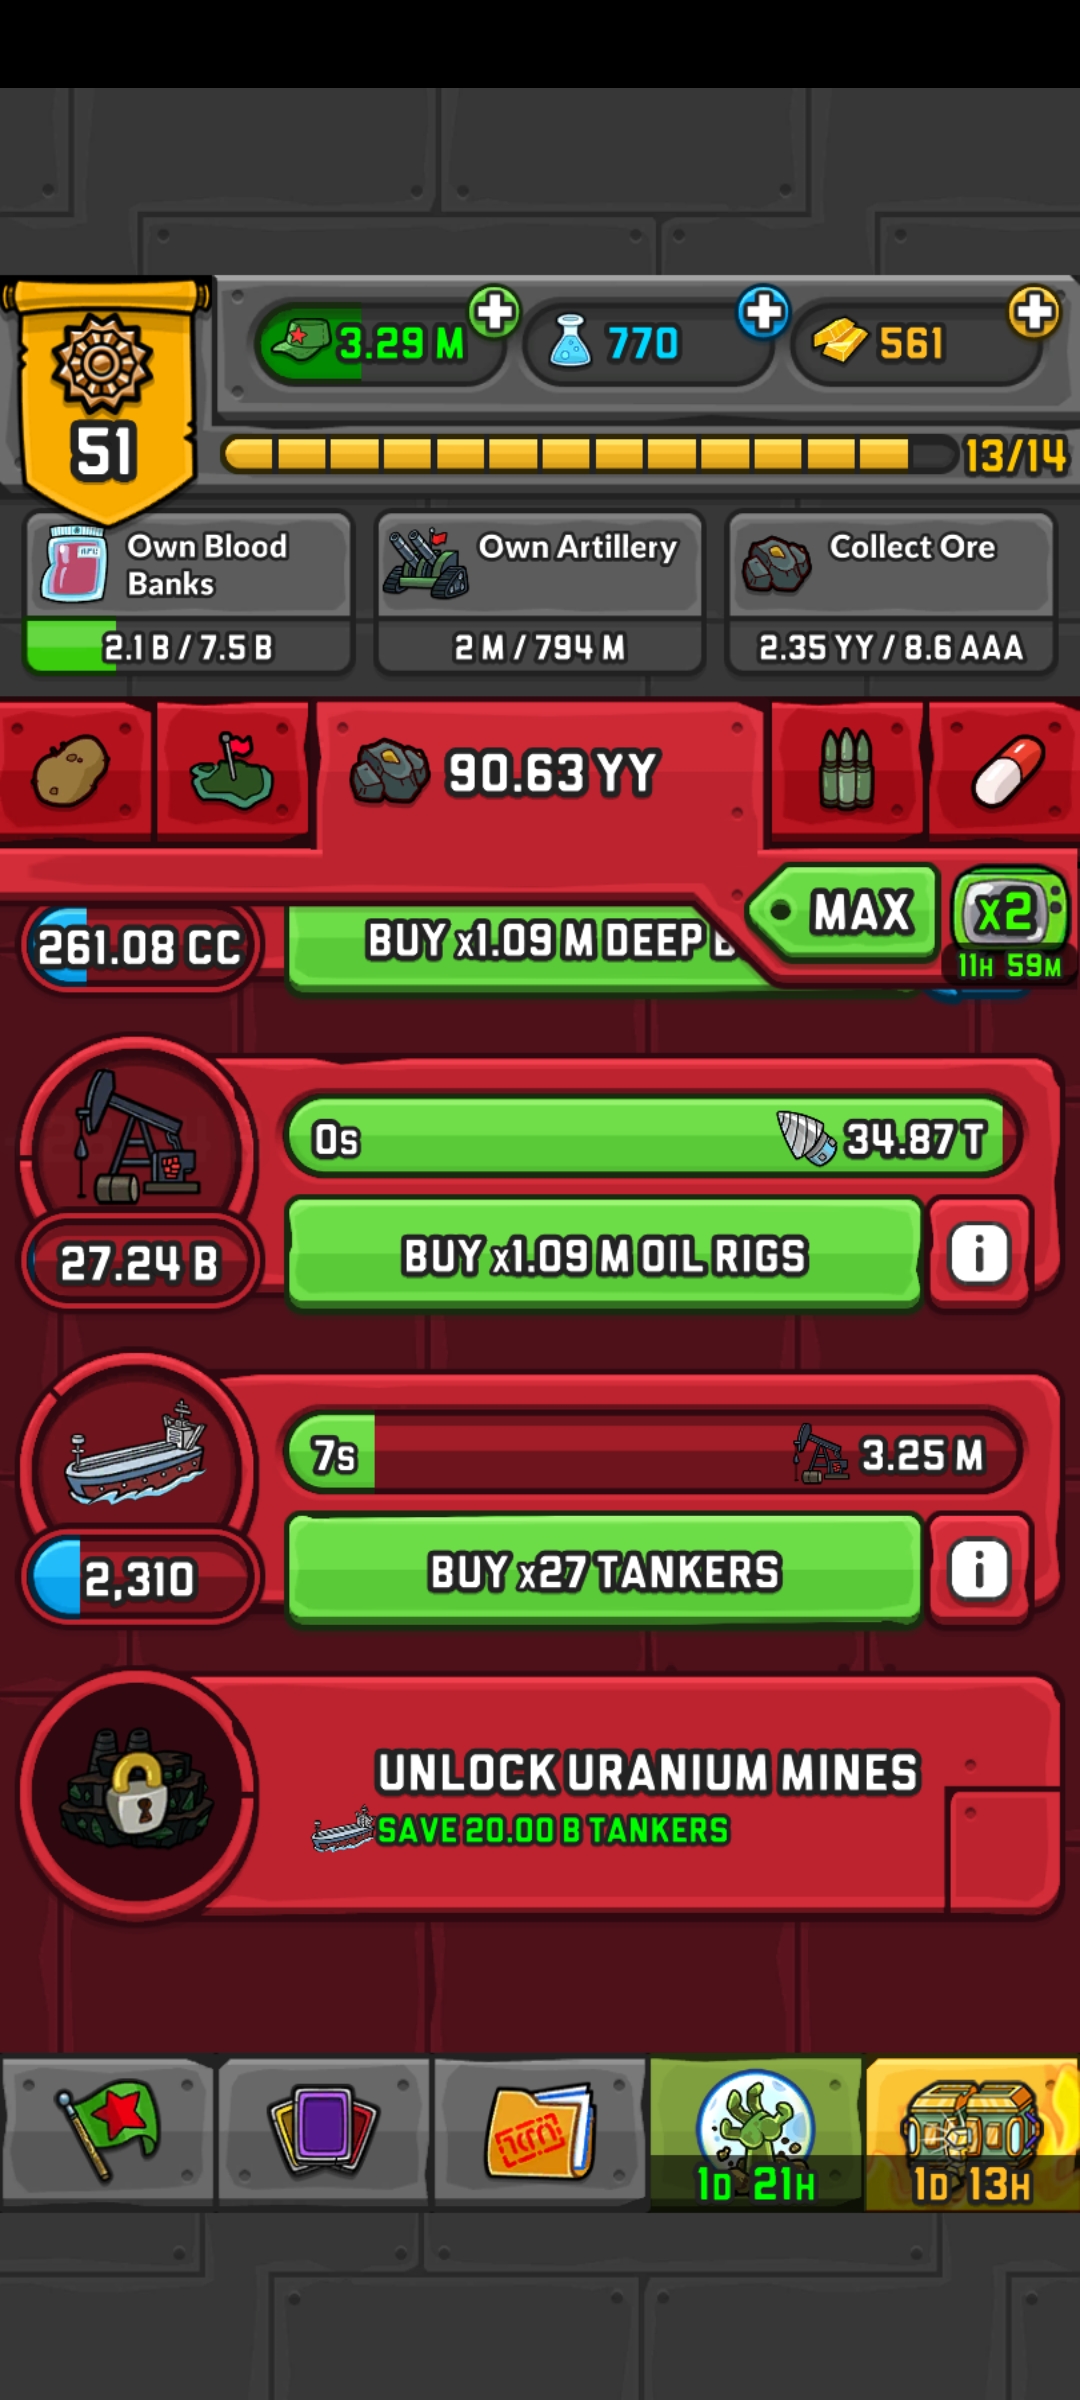 3.29 M
770
561
51
13/14
Own Blood
Banks
2.1 B / 7.5 B
Own Artillery
2 M / 794 M
Collect Ore
2.35 YY / 8.6 AAA
90.63 YY
MAX
x2
11H 59M
261.08 CC
BUY x1.09 M DEEP
0s
34.87 T
27.24 B
BUY x1.09 M OIL RIGS
i
7s
3.25 M
2,310
BUY x27 TANKERS
i
UNLOCK URANIUM MINES
SAVE 20.00 B TANKERS
1D 21H
1D 13H